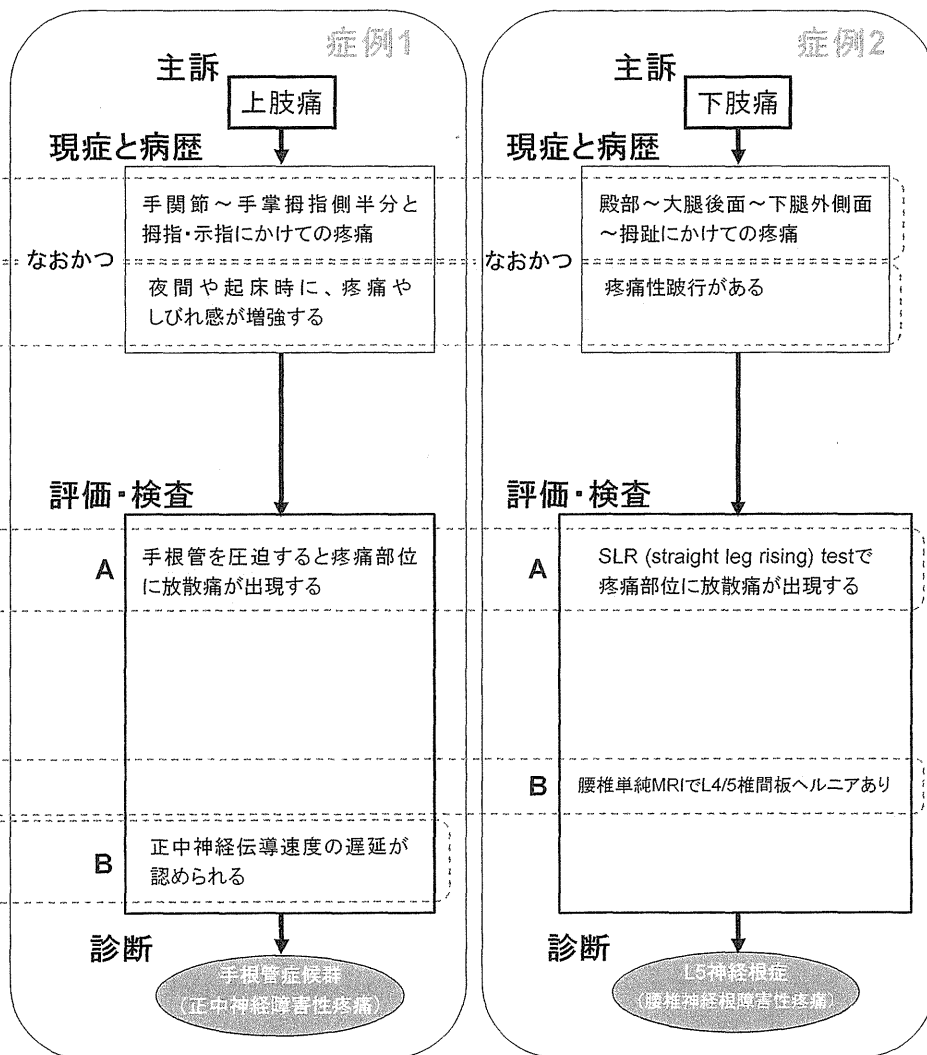 症例1
主訴
上肢痛
現症と病歴
手関節～手掌拇指側半分と
拇指・示指にかけての疼痛
なおかつ
夜間や起床時に、疼痛や
しびれ感が増強する
評価・検査
A
手根管を圧迫すると疼痛部位
に放散痛が出現する
B
正中神経伝導速度の遅延が
認められる
診断
手根管症候群
(正中神経障害性疼痛)
症例2
主訴
下肢痛
現症と病歴
殿部～大腿後面～下腿外側面
～拇趾にかけての疼痛
なおかつ
疼痛性跛行がある
評価・検査
A
SLR (straight leg rising) testで
疼痛部位に放散痛が出現する
B
腰椎単純MRIでL4/5椎間板ヘルニアあり
診断
L5神経根症
(腰椎神経根障害性疼痛)